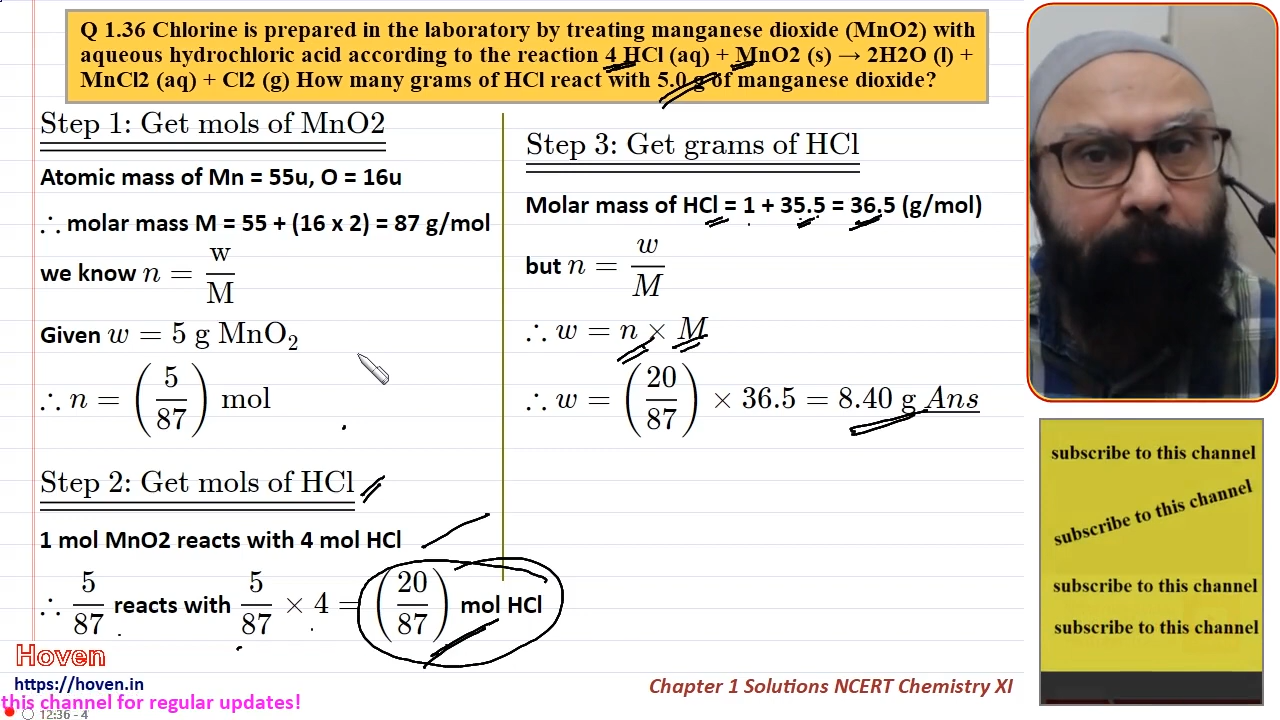 Q 1.36 Chlorine is prepared in the laboratory by treating manganese dioxide (MnO2) with
aqueous hydrochloric acid according to the reaction 4 HCl (aq) + MnO2 (s) → 2H2O (l) +
MnCl2 (aq) + Cl2 (g) How many grams of HCl react with 5.0 g of manganese dioxide?
Step 1: Get mols of MnO2
Atomic mass of Mn = 55u, O = 16u
∴ molar mass M = 55 + (16 x 2) = 87 g/mol
we know n = w/M
Given w = 5 g MnO₂
∴ n = (5/87) mol
Step 2: Get mols of HCl
1 mol MnO2 reacts with 4 mol HCl
∴ 5/87 reacts with 5/87 × 4 = (20/87) mol HCl
Step 3: Get grams of HCl
Molar mass of HCl = 1 + 35.5 = 36.5 (g/mol)
but n = w/M
∴ w = n × M
∴ w = (20/87) × 36.5 = 8.40 g Ans
subscribe to this channel
subscribe to this channel
subscribe to this channel
subscribe to this channel
Hoven
https://hoven.in
this channel for regular updates!
12:36 - 4
Chapter 1 Solutions NCERT Chemistry XI